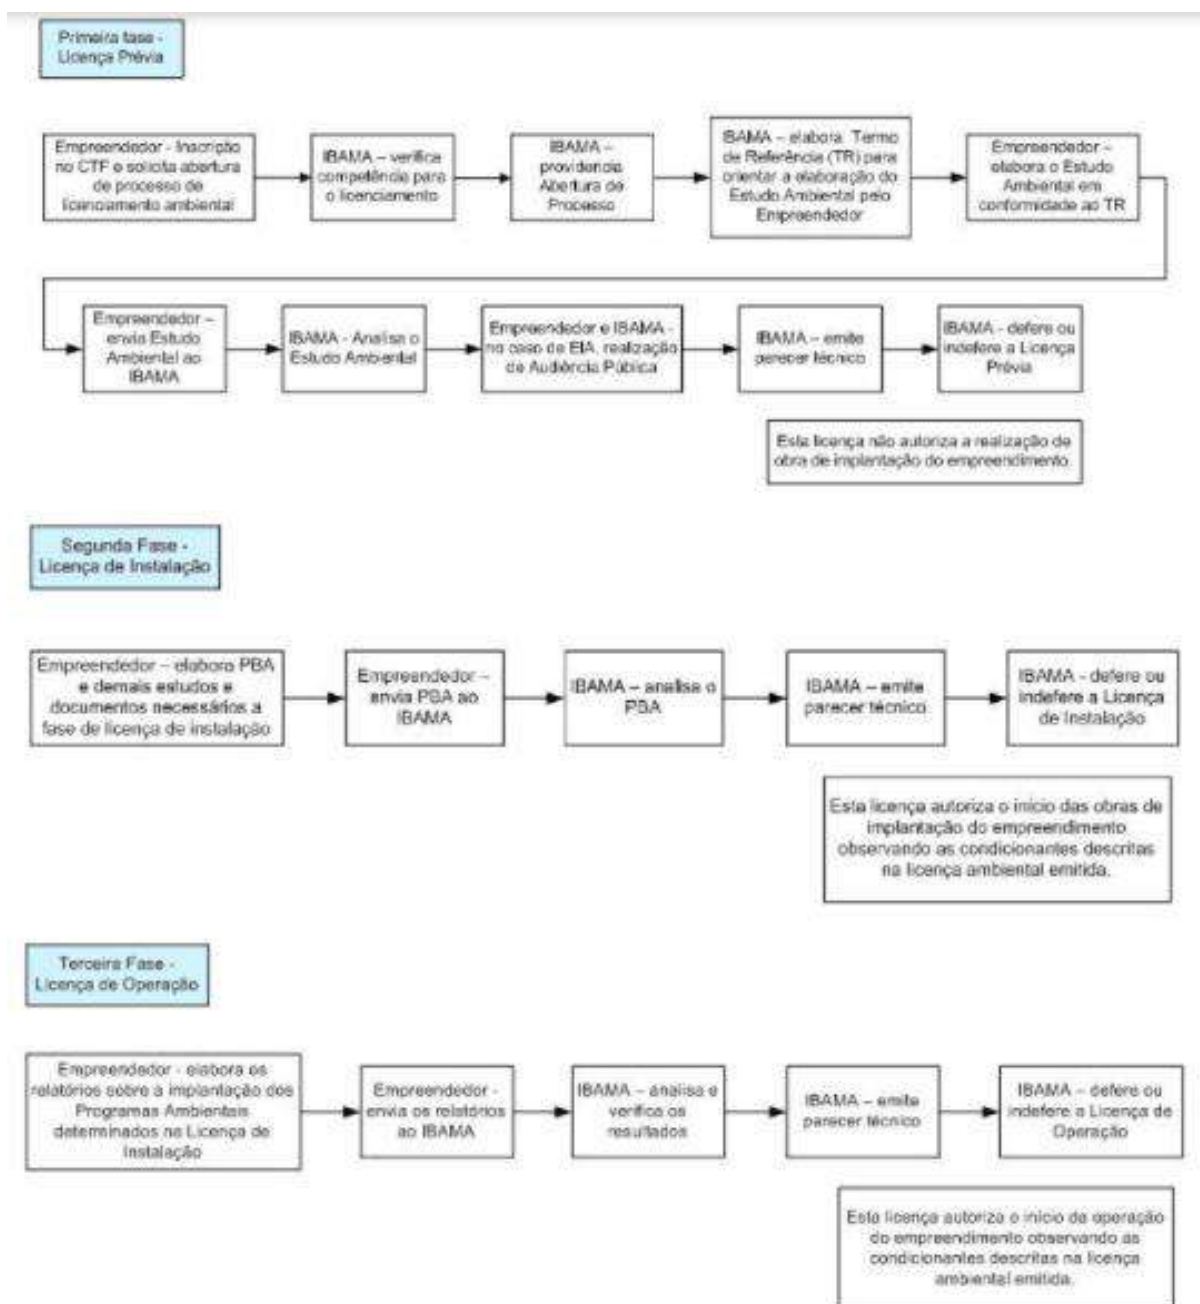 Primeira fase -
Licença Prévia
Empreendedor - Inscrição
no CTF e solicita abertura
de processo de
licenciamento ambiental
IBAMA – verifica
competência para
o licenciamento
IBAMA –
providencia
Abertura de
Processo
IBAMA – elabora Termo
de Referência (TR) para
orientar a elaboração do
Estudo Ambiental pelo
Empreendedor
Empreendedor –
elabora o Estudo
Ambiental em
conformidade ao TR
Empreendedor –
envia Estudo
Ambiental ao
IBAMA
IBAMA - Analisa o
Estudo Ambiental
Empreendedor e IBAMA -
no caso de EIA, realização
de Audiência Pública
IBAMA – emite
parecer técnico
IBAMA - defere ou
indefere a Licença
Prévia
Esta licença não autoriza a realização de
obra de implantação do empreendimento.
Segunda Fase -
Licença de Instalação
Empreendedor – elabora PBA
e demais estudos e
documentos necessários a
fase de licença de instalação
Empreendedor –
envia PBA ao
IBAMA
IBAMA – analisa o
PBA
IBAMA – emite
parecer técnico
IBAMA - defere ou
indefere a Licença
de Instalação
Esta licença autoriza o início das obras de
implantação do empreendimento
observando as condicionantes descritas
na licença ambiental emitida.
Terceira Fase -
Licença de Operação
Empreendedor - elabora os
relatórios sobre a implantação dos
Programas Ambientais
determinados na Licença de
Instalação
Empreendedor -
envia os relatórios
ao IBAMA
IBAMA – analisa e
verifica os
resultados
IBAMA – emite
parecer técnico
IBAMA – defere ou
indefere a Licença de
Operação
Esta licença autoriza o início da operação
do empreendimento observando as
condicionantes descritas na licença
ambiental emitida.